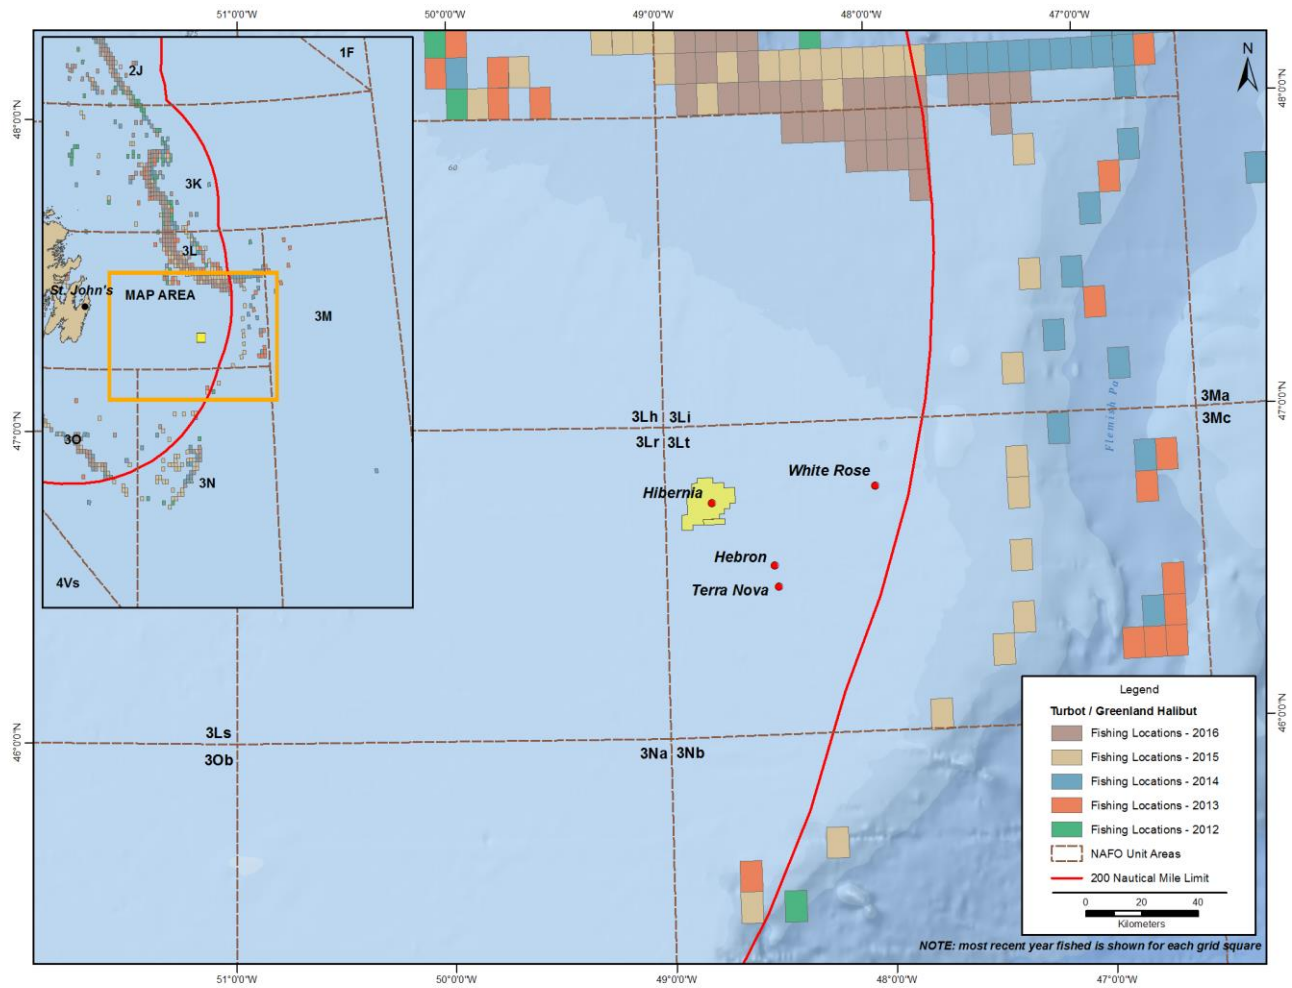 51°0'0"W
50°0'0"W
49°0'0"W
48°0'0"W
47°0'0"W
1F
2J
N
48°0'0"N
48°0'0"N
60
3K
3L
St. John's
MAP AREA
3M
3O
3N
4Vs
47°0'0"N
47°0'0"N
3Lh
3Li
3Lr
3Lt
3Ma
3Mc
Flemish Pa
White Rose
Hibernia
Hebron
Terra Nova
46°0'0"N
46°0'0"N
3Ls
3Ob
3Na
3Nb
Legend
Turbot / Greenland Halibut
Fishing Locations - 2016
Fishing Locations - 2015
Fishing Locations - 2014
Fishing Locations - 2013
Fishing Locations - 2012
NAFO Unit Areas
200 Nautical Mile Limit
0 20 40
Kilometers
NOTE: most recent year fished is shown for each grid square
51°0'0"W
50°0'0"W
49°0'0"W
48°0'0"W
47°0'0"W